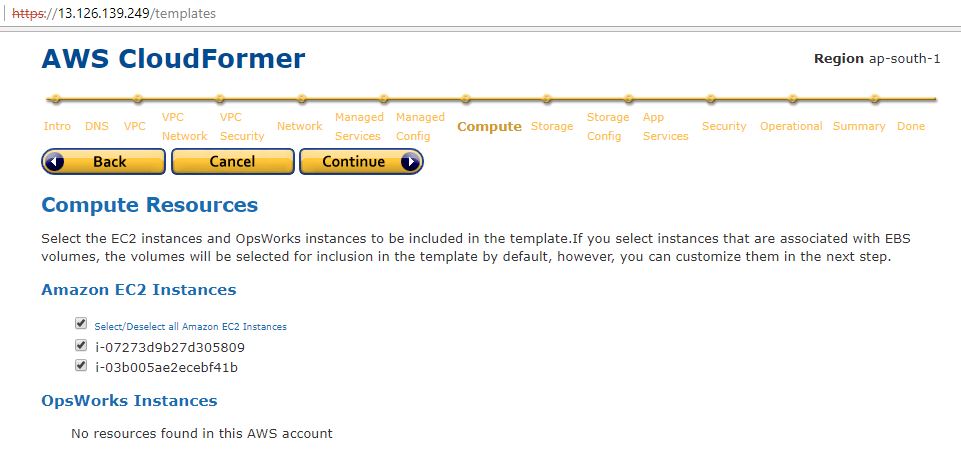 https://13.126.139.249/templates
AWS CloudFormer
Region ap-south-1
Intro DNS VPC VPC Network VPC Security Network Managed Services Managed Config Compute Storage Storage Config App Services Security Operational Summary Done
Back Cancel Continue
Compute Resources
Select the EC2 instances and OpsWorks instances to be included in the template.If you select instances that are associated with EBS
volumes, the volumes will be selected for inclusion in the template by default, however, you can customize them in the next step.
Amazon EC2 Instances
Select/Deselect all Amazon EC2 Instances
i-07273d9b27d305809
i-03b005ae2ecebf41b
OpsWorks Instances
No resources found in this AWS account